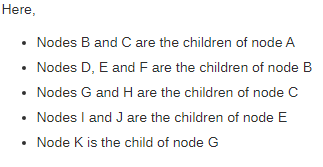 Here,
• Nodes B and C are the children of node A
• Nodes D, E and F are the children of node B
• Nodes G and H are the children of node C
• Nodes I and J are the children of node E
• Node K is the child of node G